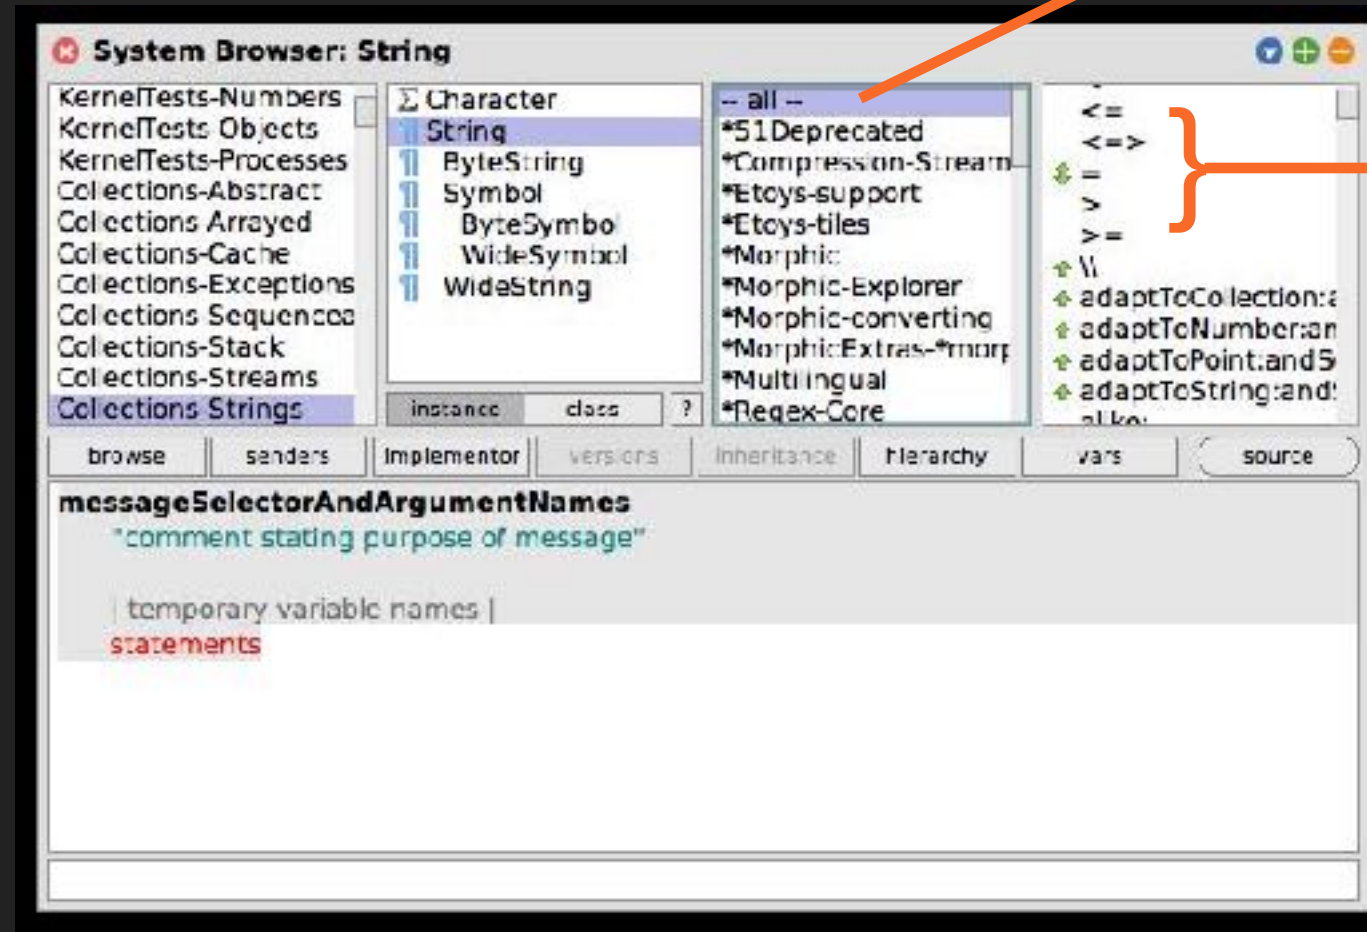 System Browser: String
KernelTests-Numbers
KernelTests-Objects
KernelTests-Processes
Collections-Abstract
Collections-Arrayed
Collections-Cache
Collections-Exceptions
Collections-Sequencea
Collections-Stack
Collections-Streams
Collections-Strings
Σ Character
String
ByteString
Symbol
ByteSymbol
WideSymbol
WideString
instance class ?
-- all --
*51Deprecated
*Compression-Stream
*Etoys-support
*Etoys-tiles
*Morphic
*Morphic-Explorer
*Morphic-converting
*MorphicExtras-*morp
*Multilingual
*Regex-Core
<=
<=>
=
>
>=
\\
adaptToCollection:a
adaptToNumber:an
adaptToPoint:andS
adaptToString:andS
browse senders implementor versions inheritance hierarchy vars source
messageSelectorAndArgumentNames
"comment stating purpose of message"
| temporary variable names |
statements